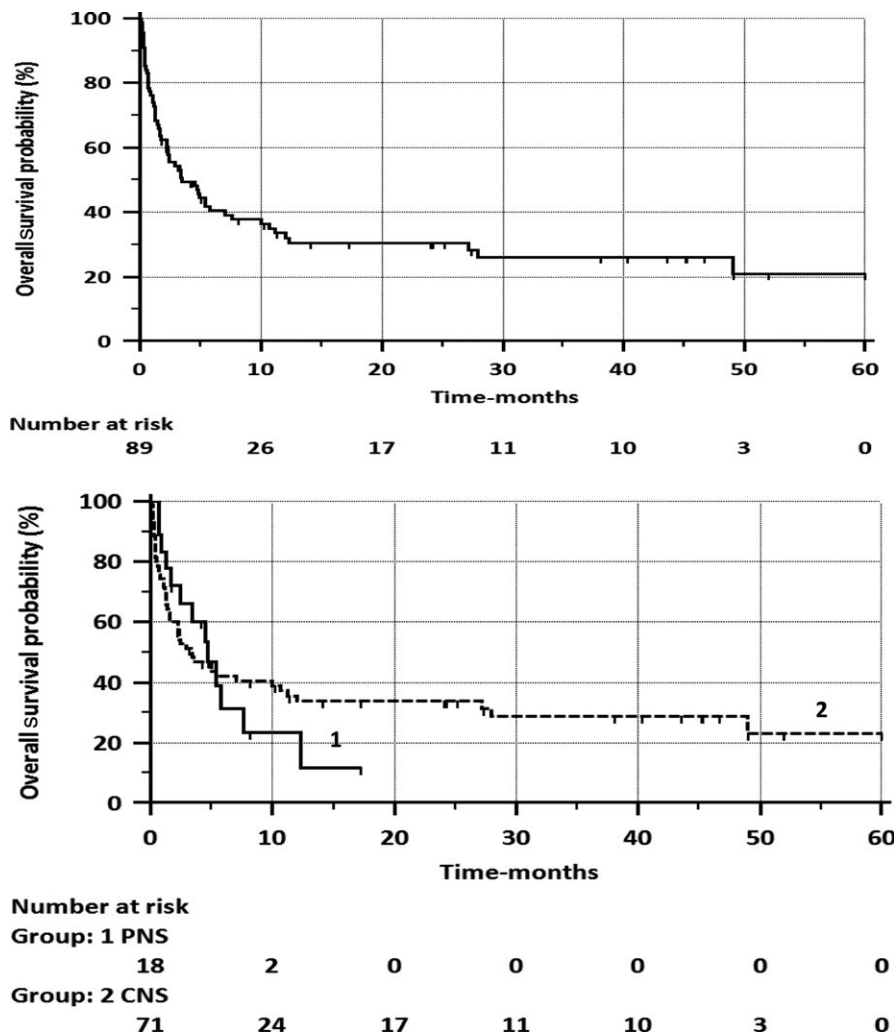 Overall survival probability (%)
100
80
60
40
20
0
0 10 20 30 40 50 60
Time-months
Number at risk
89 26 17 11 10 3 0
Overall survival probability (%)
100
80
60
40
20
0
1
2
0 10 20 30 40 50 60
Time-months
Number at risk
Group: 1 PNS
18 2 0 0 0 0 0
Group: 2 CNS
71 24 17 11 10 3 0